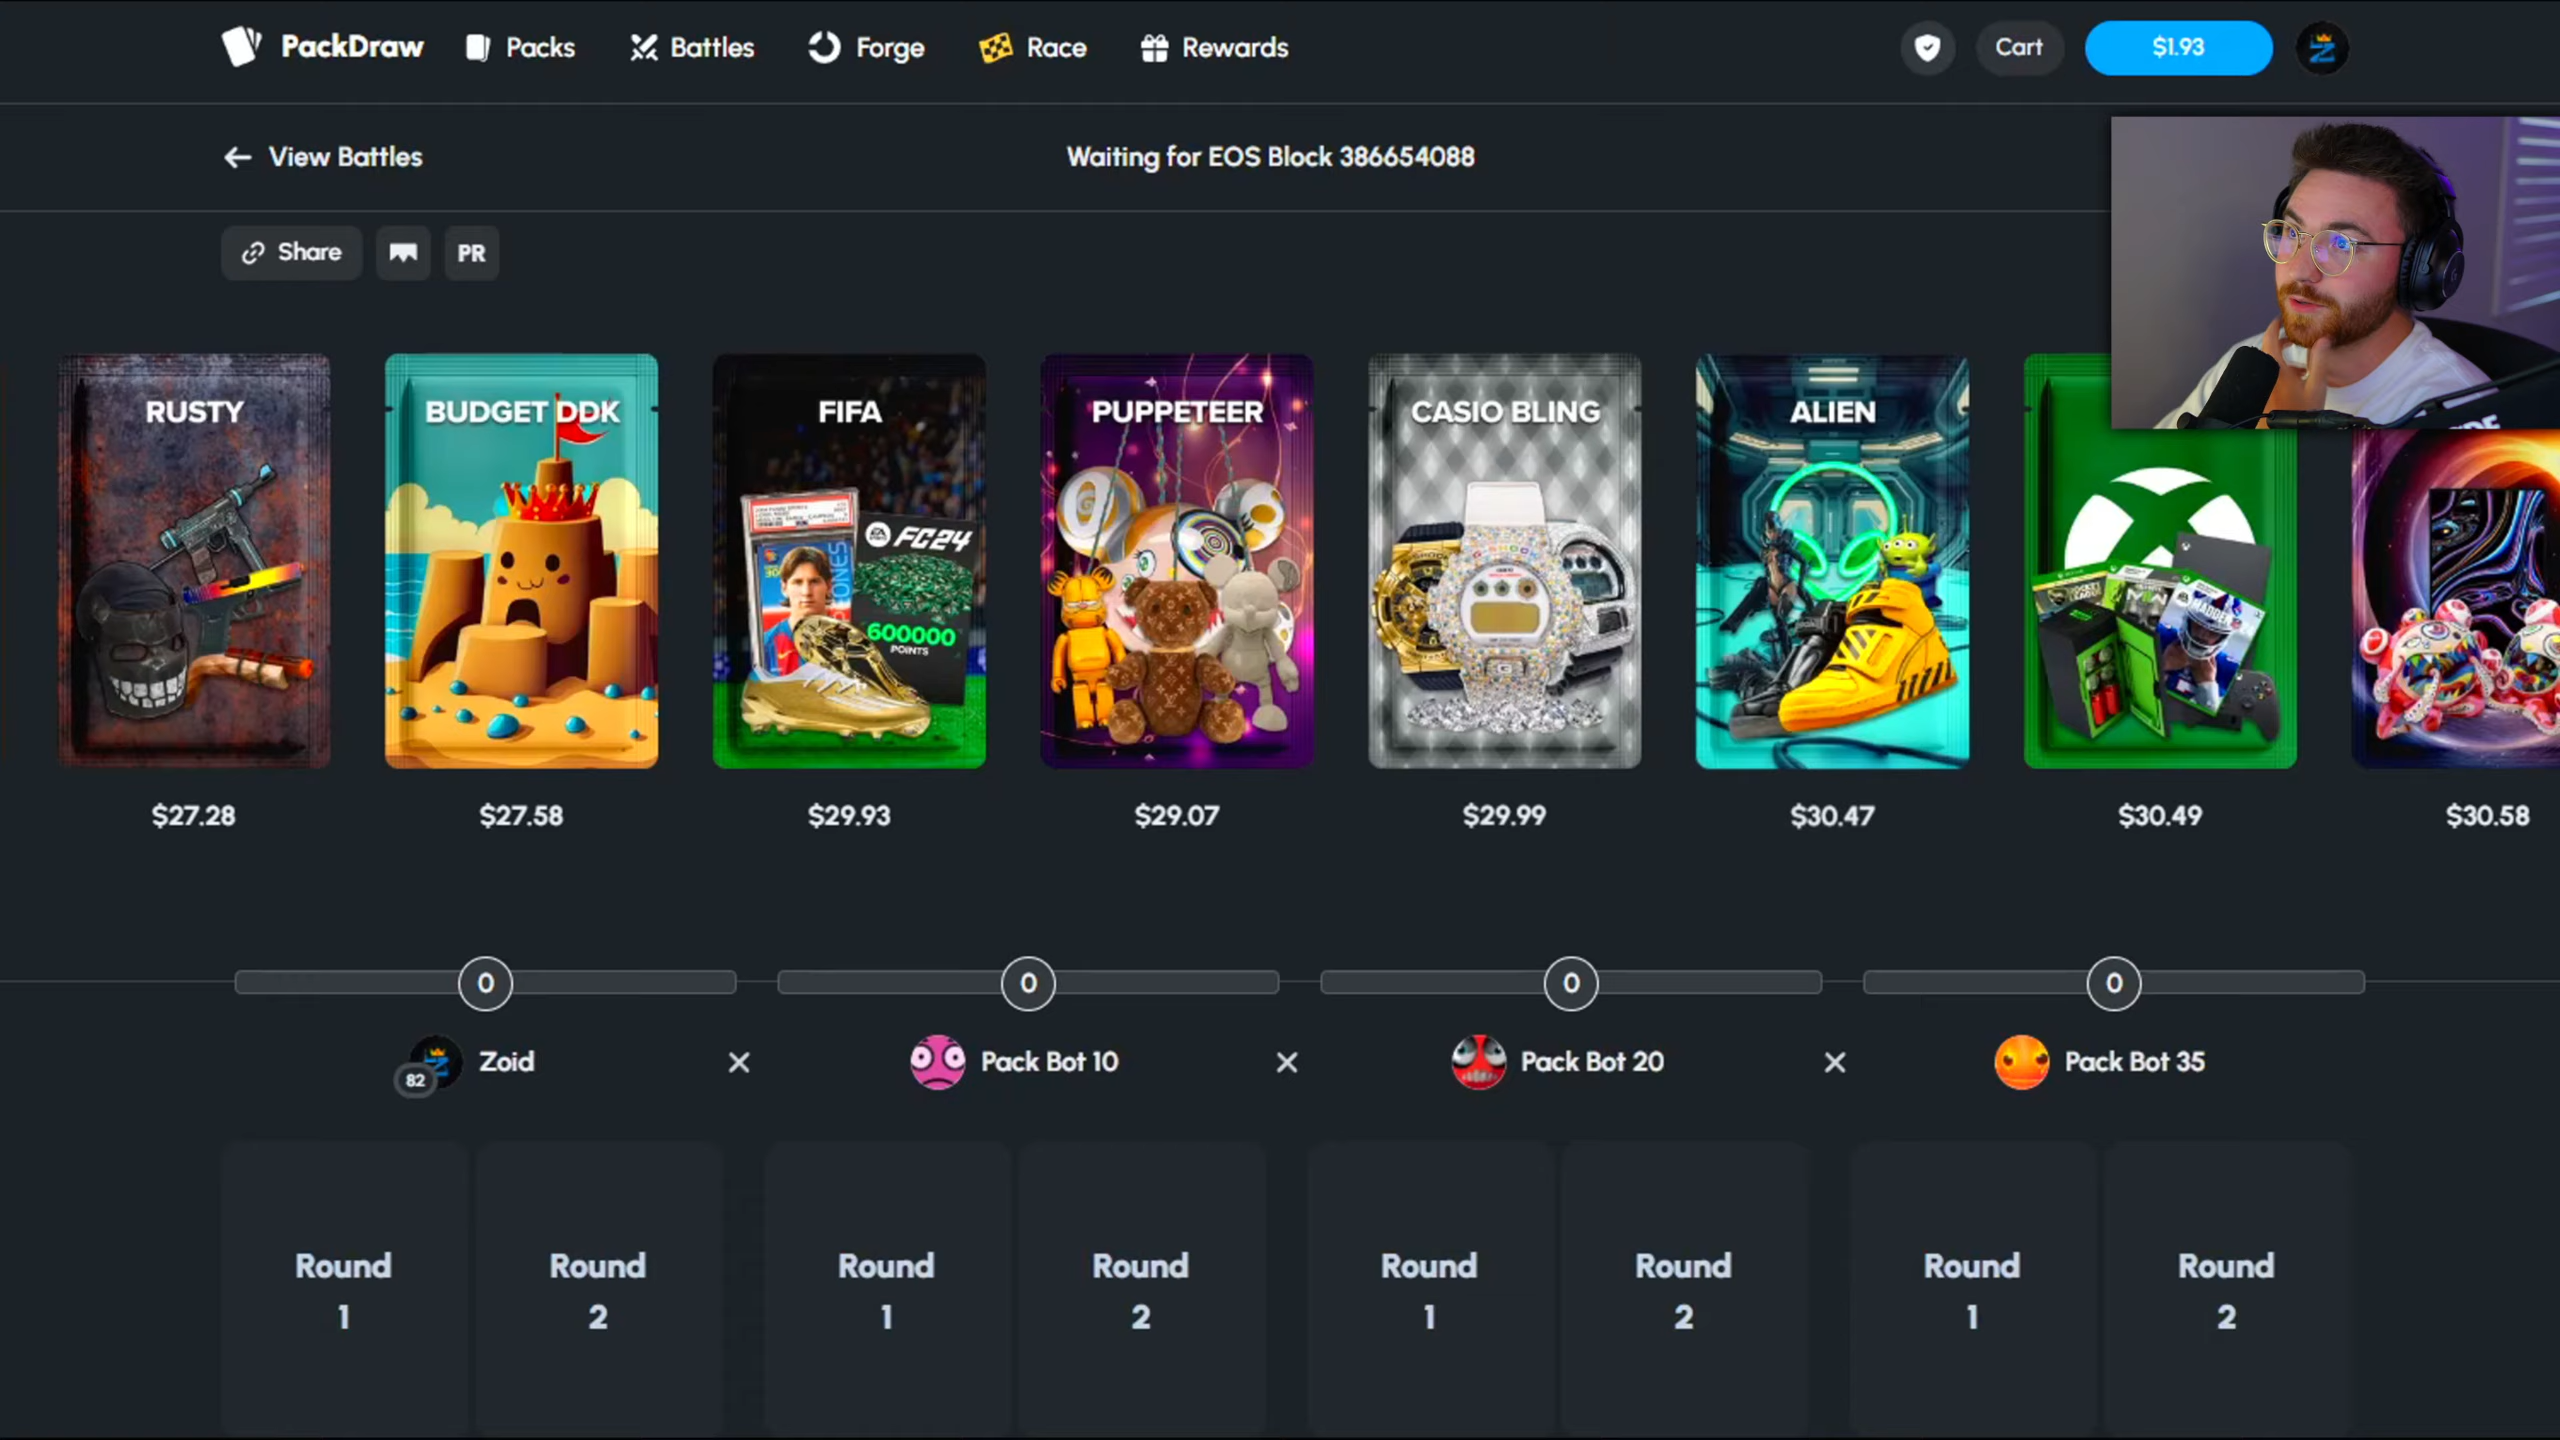 PackDraw
Packs
Battles
Forge
Race
Rewards
Cart
$1.93
View Battles
Waiting for EOS Block 386654088
Share
PR
RUSTY
BUDGET DDK
FIFA
PUPPETEER
CASIO BLING
ALIEN
FC24
600000
POINTS
MADDEN
$27.28
$27.58
$29.93
$29.07
$29.99
$30.47
$30.49
$30.58
0
0
0
0
82
Zoid
Pack Bot 10
Pack Bot 20
Pack Bot 35
Round
1
Round
2
Round
1
Round
2
Round
1
Round
2
Round
1
Round
2